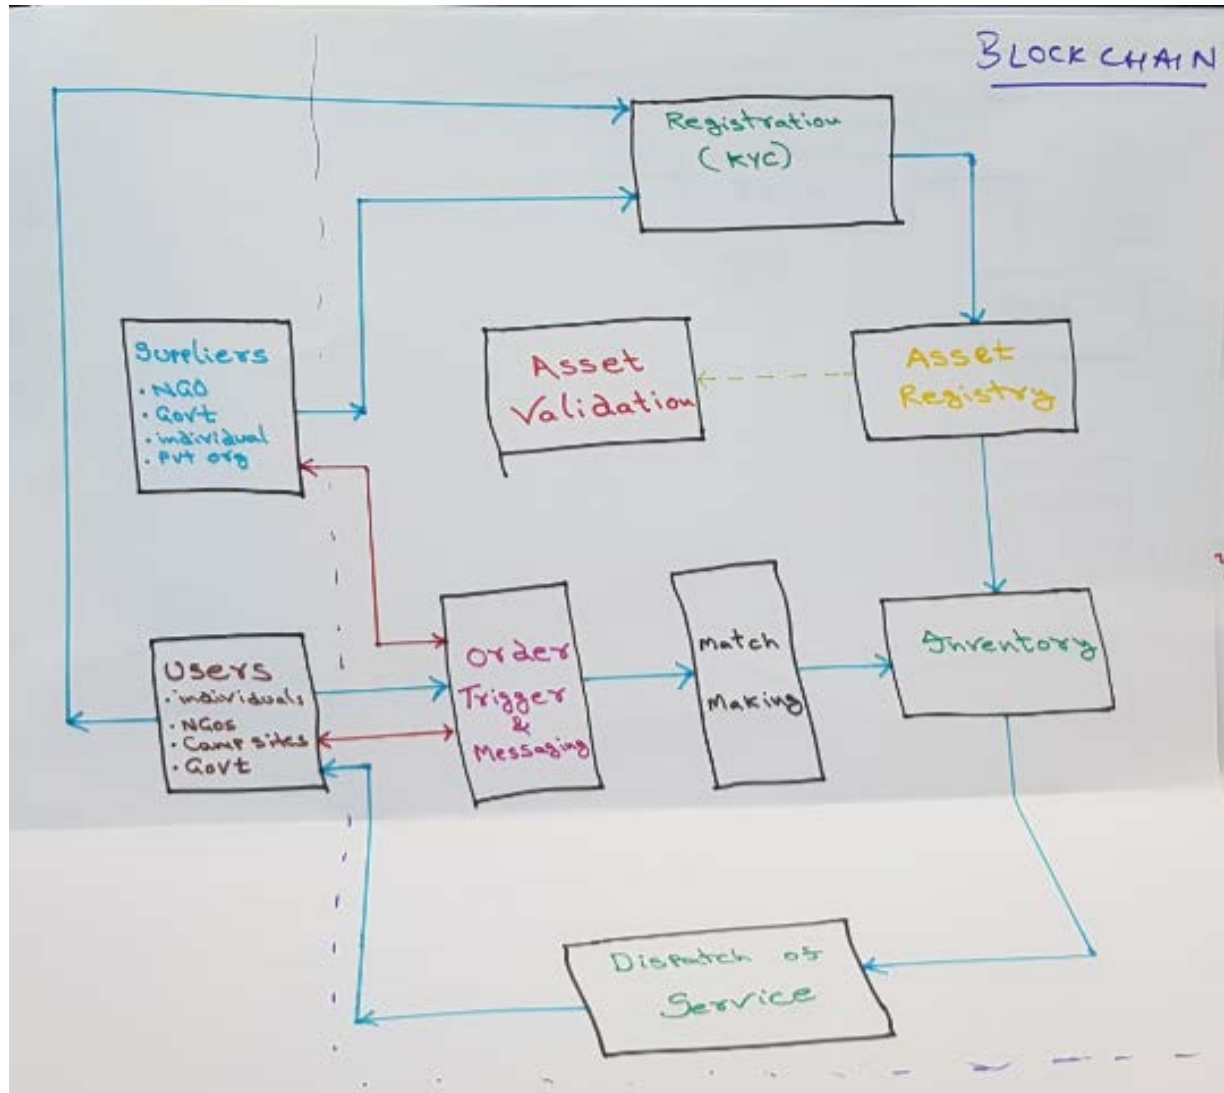 BLOCK CHAIN
Registration
(KYC)
Suppliers
• NGO
• Govt
• individual
• Pvt org
Asset
Validation
Asset
Registry
Users
• individuals
• NGOs
• Camp sites
• Govt
Order
Trigger
&
Messaging
Match
Making
Inventory
Dispatch of
Service